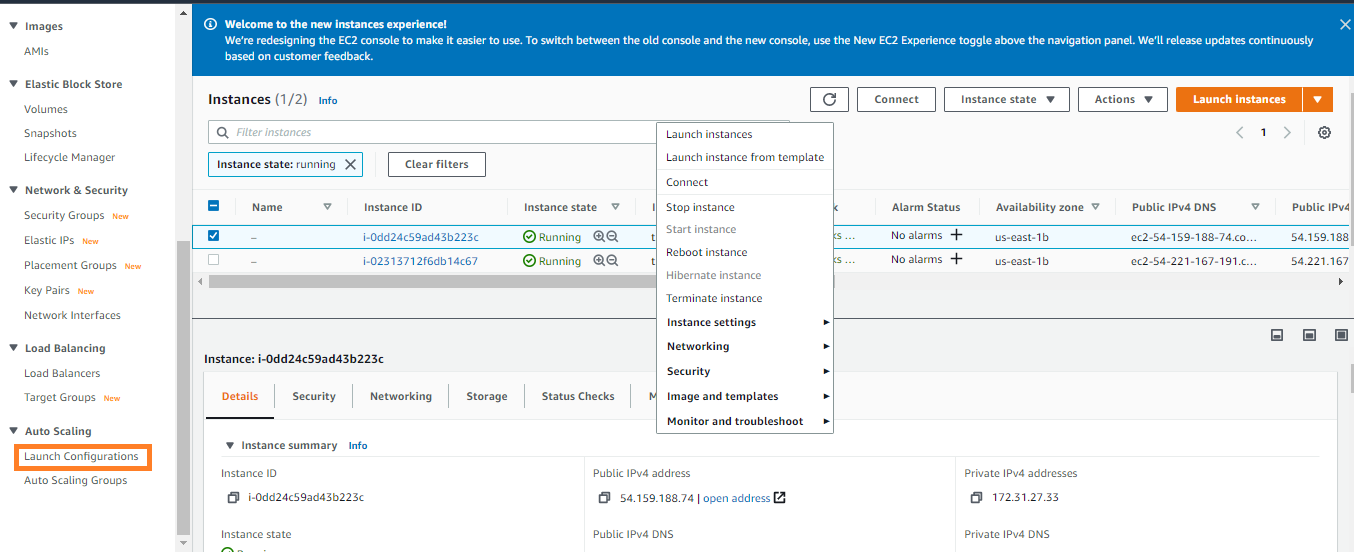 Images
AMIs
Elastic Block Store
Volumes
Snapshots
Lifecycle Manager
Network & Security
Security Groups New
Elastic IPs New
Placement Groups New
Key Pairs New
Network Interfaces
Load Balancing
Load Balancers
Target Groups New
Auto Scaling
Launch Configurations
Auto Scaling Groups
Welcome to the new instances experience!
We're redesigning the EC2 console to make it easier to use. To switch between the old console and the new console, use the New EC2 Experience toggle above the navigation panel. We'll release updates continuously
based on customer feedback.
Instances (1/2) Info
Connect
Instance state
Actions
Launch instances
Filter instances
1
Instance state: running
Clear filters
Name Instance ID Instance state Alarm Status Availability zone Public IPv4 DNS Public IPv4
– i-0dd24c59ad43b223c Running No alarms us-east-1b ec2-54-159-188-74.co... 54.159.188
– i-02313712f6db14c67 Running No alarms us-east-1b ec2-54-221-167-191.c... 54.221.167
Launch instances
Launch instance from template
Connect
Stop instance
Start instance
Reboot instance
Hibernate instance
Terminate instance
Instance settings
Networking
Security
Image and templates
Monitor and troubleshoot
Instance: i-0dd24c59ad43b223c
Details Security Networking Storage Status Checks
Instance summary Info
Instance ID
i-0dd24c59ad43b223c
Public IPv4 address
54.159.188.74 | open address
Private IPv4 addresses
172.31.27.33
Instance state
Public IPv4 DNS
Private IPv4 DNS